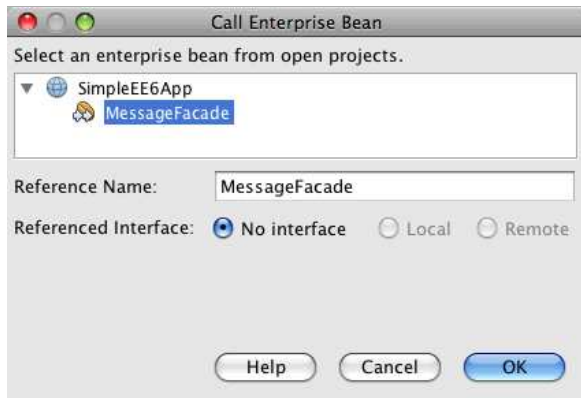 Call Enterprise Bean
Select an enterprise bean from open projects.
SimpleEE6App
MessageFacade
Reference Name: MessageFacade
Referenced Interface: No interface Local Remote
Help Cancel OK